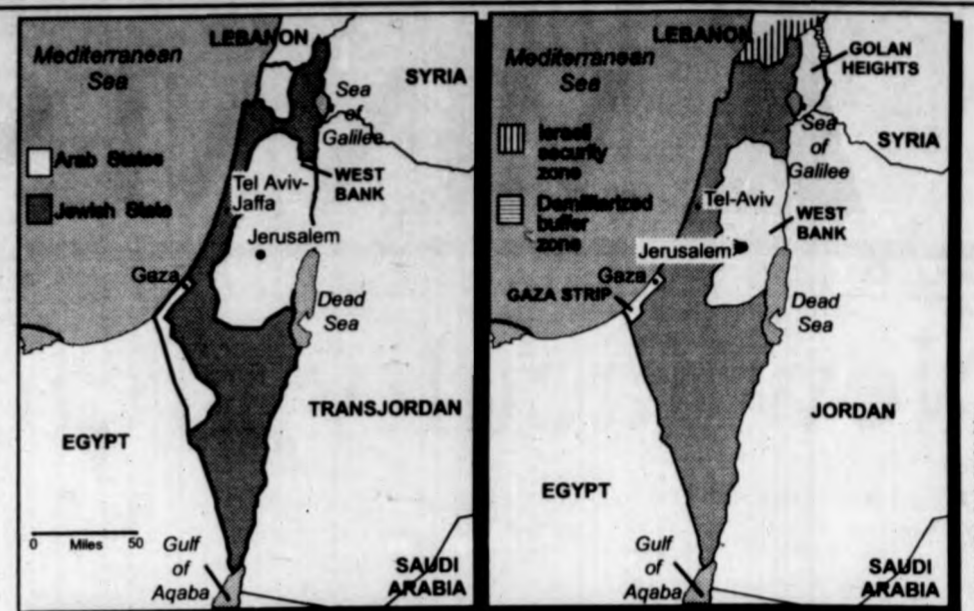 Mediterranean
Sea
LEBANON
SYRIA
Sea
of
Galilee
Arab States
Jewish State
WEST
BANK
Tel Aviv-
Jaffa
Jerusalem
Gaza
Dead
Sea
TRANSJORDAN
EGYPT
0 Miles 50
Gulf
of
Aqaba
SAUDI
ARABIA
Mediterranean
Sea
LEBANON
GOLAN
HEIGHTS
SYRIA
Sea
of
Galilee
Israeli
security
zone
Demilitarized
buffer
zone
Tel-Aviv
WEST
BANK
Jerusalem
Gaza
GAZA STRIP
Dead
Sea
JORDAN
EGYPT
Gulf
of
Aqaba
SAUDI
ARABIA